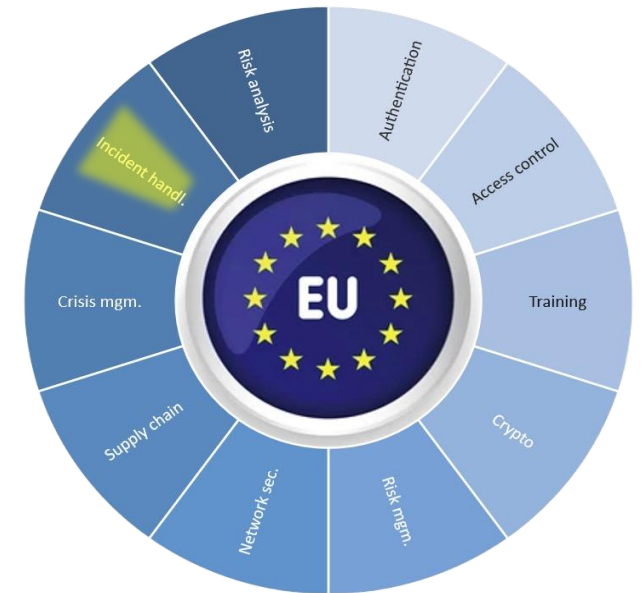 Authentication
Access control
Training
Crypto
Risk mgm.
Network sec.
Supply chain
Crisis mgm.
Incident handl.
Risk analysis
EU